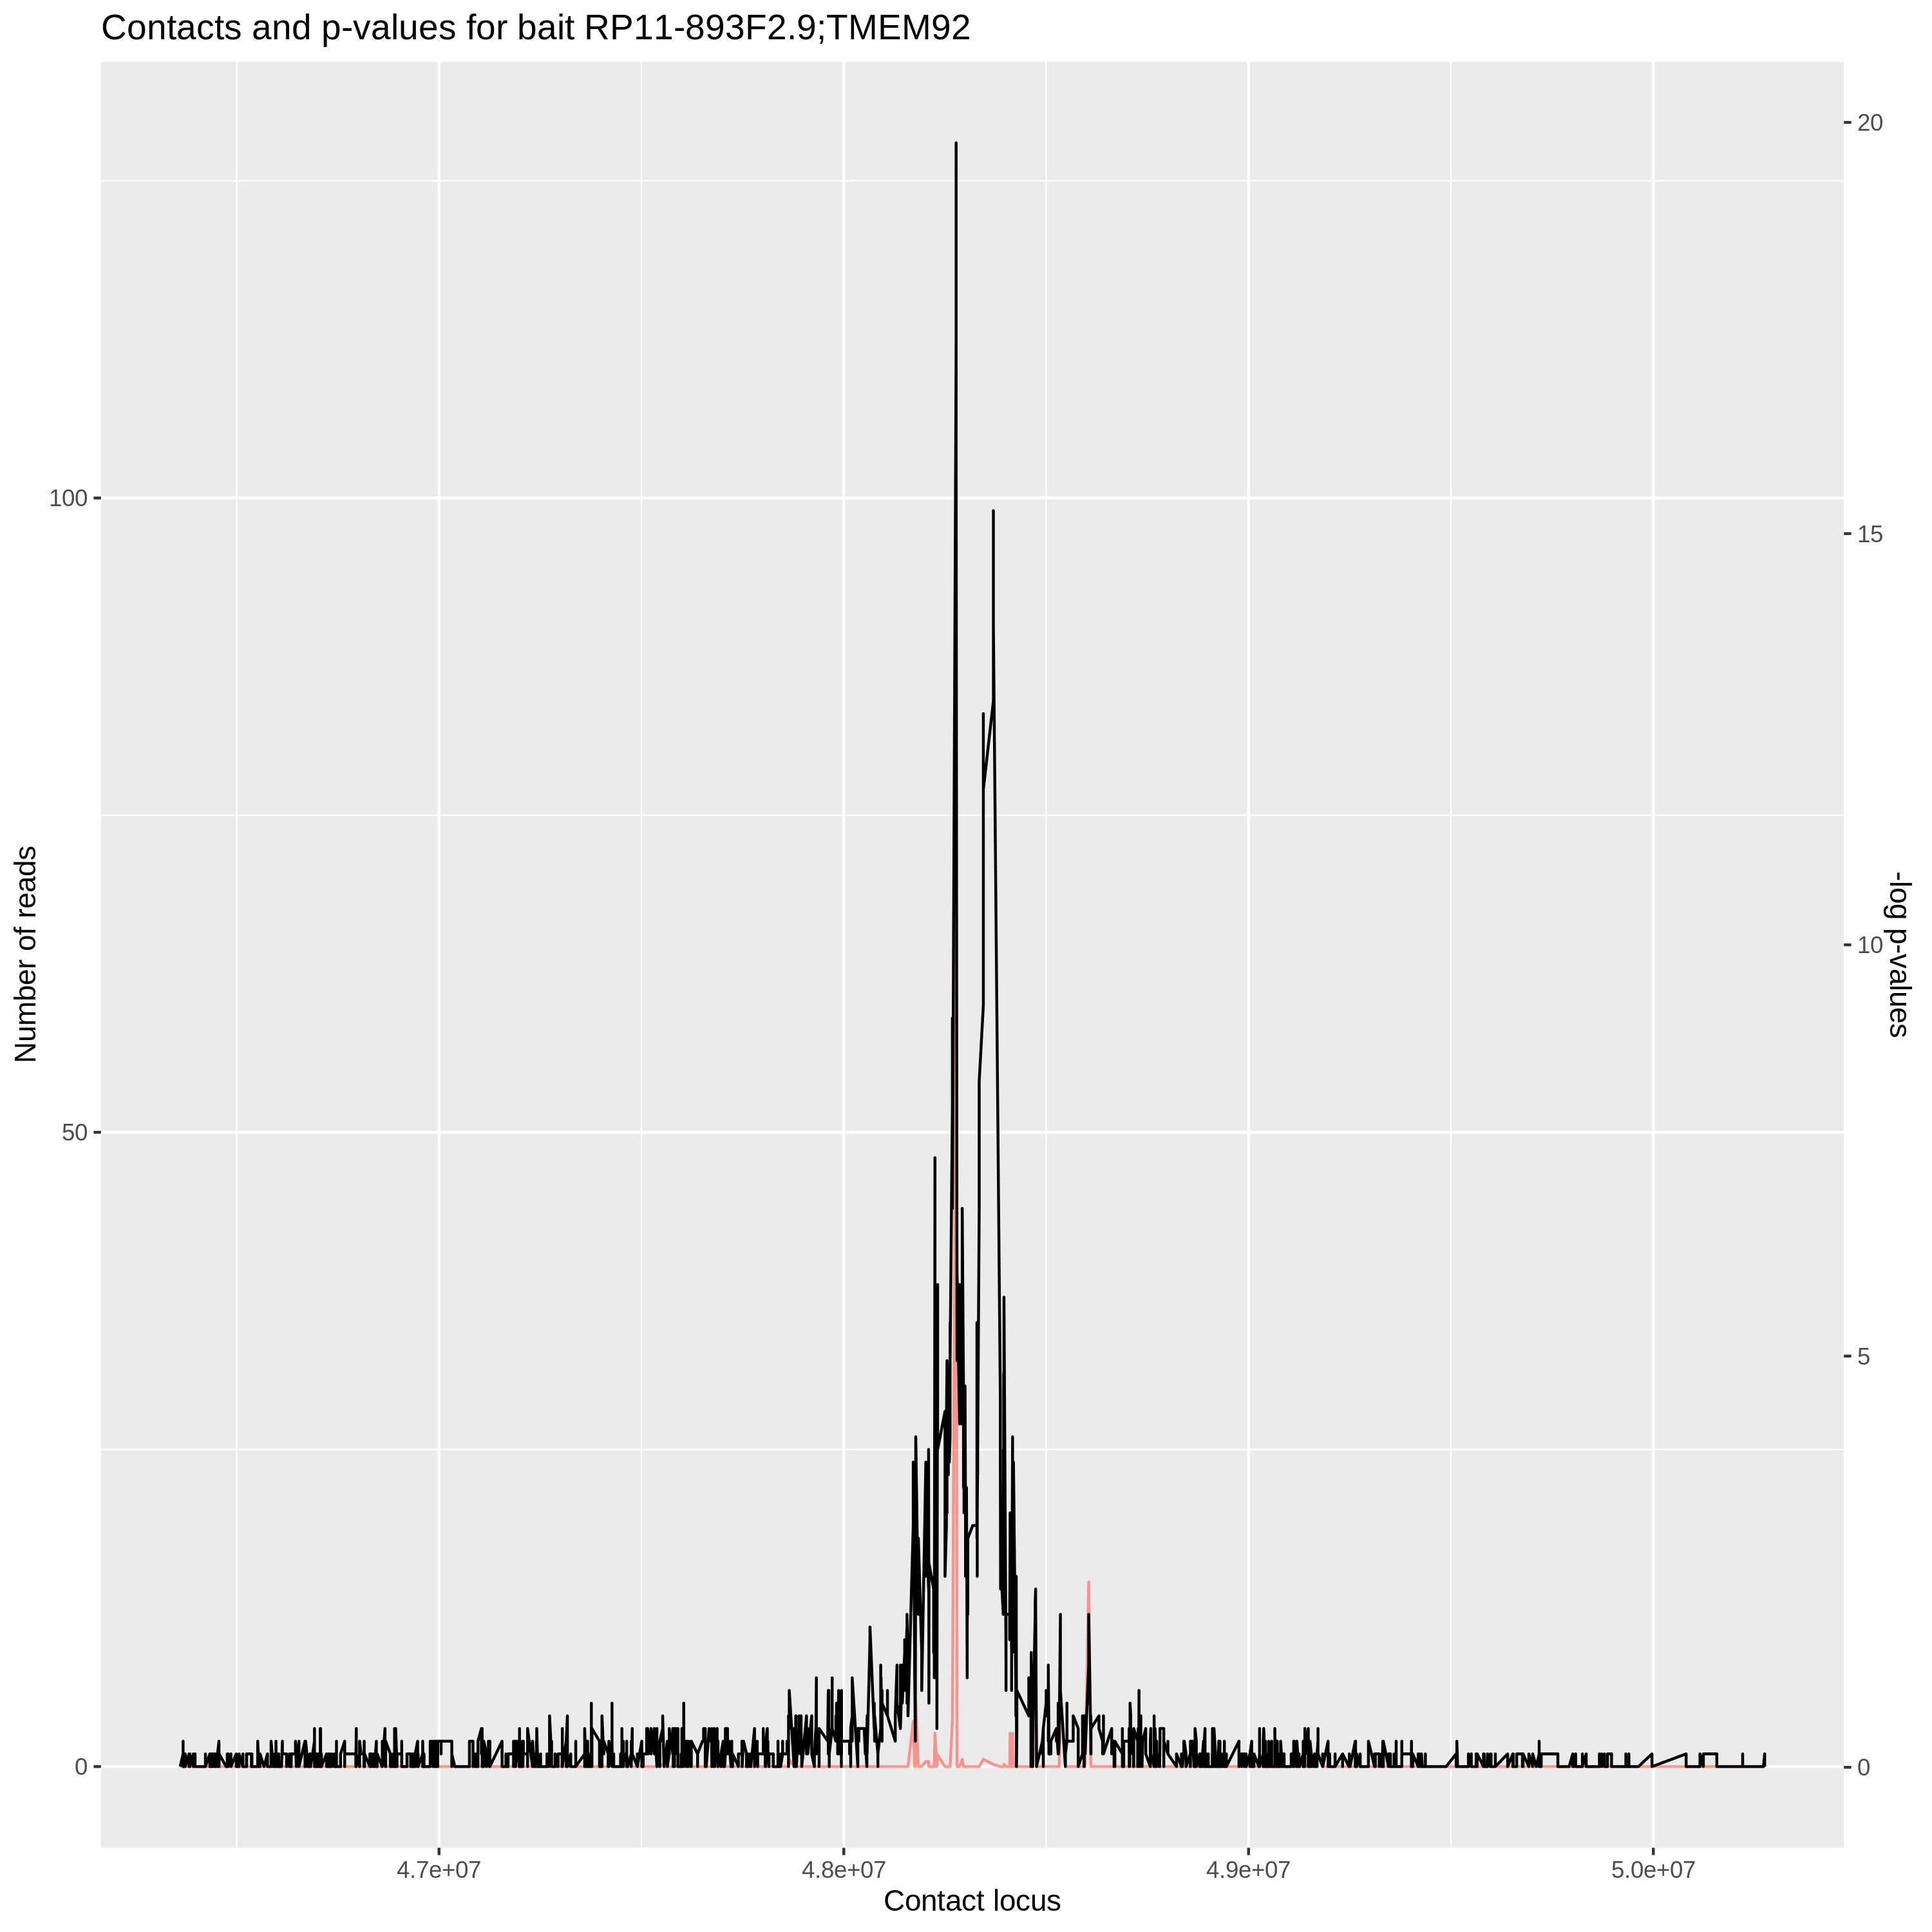 Contacts and p-values for bait RP11-893F2.9;TMEM92
Number of reads
100
50
0
20
15
10
5
0
-log p-values
4.7e+07
4.8e+07
4.9e+07
5.0e+07
Contact locus